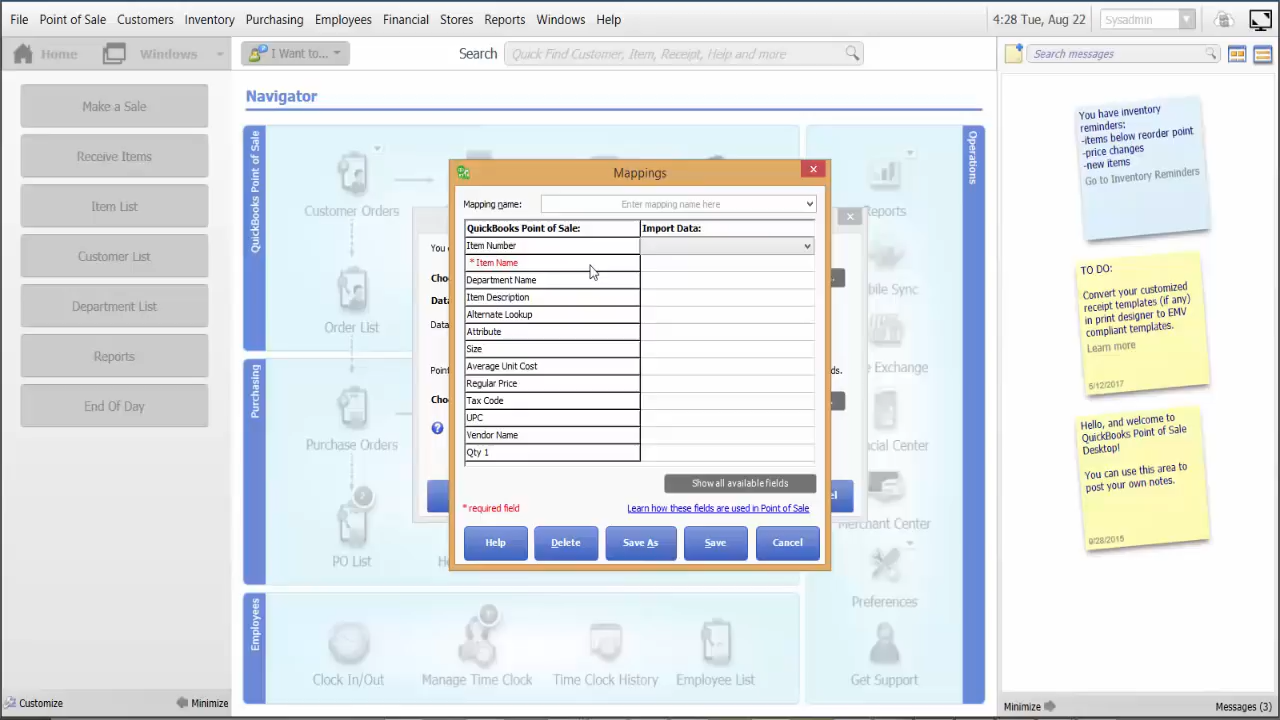 File Point of Sale Customers Inventory Purchasing Employees Financial Stores Reports Windows Help
4:28 Tue, Aug 22
Sysadmin
Home
Windows
I Want to...
Search
Quick Find Customer, Item, Receipt, Help and more
Search messages
Make a Sale
Receive Items
Item List
Customer List
Department List
Reports
End Of Day
Customize
Minimize
Navigator
QuickBooks Point of Sale
Customer Orders
Order List
Purchasing
Purchase Orders
PO List
Employees
Clock In/Out
Manage Time Clock
Time Clock History
Employee List
Operations
Preferences
Get Support
Mappings
Mapping name:
Enter mapping name here
QuickBooks Point of Sale: Import Data:
Item Number
* Item Name
Department Name
Item Description
Alternate Lookup
Attribute
Size
Average Unit Cost
Regular Price
Tax Code
UPC
Vendor Name
Qty 1
Show all available fields
* required field
Learn how these fields are used in Point of Sale
Help
Delete
Save As
Save
Cancel
You have inventory
reminders:
-items below reorder point
-price changes
-new items
Go to Inventory Reminders
TO DO:
Convert your customized
receipt templates (if any)
in print designer to EMV
compliant templates.
Learn more
5/12/2017
Hello, and welcome to
QuickBooks Point of Sale
Desktop!
You can use this area to
post your own notes.
9/28/2015
Minimize
Messages (3)